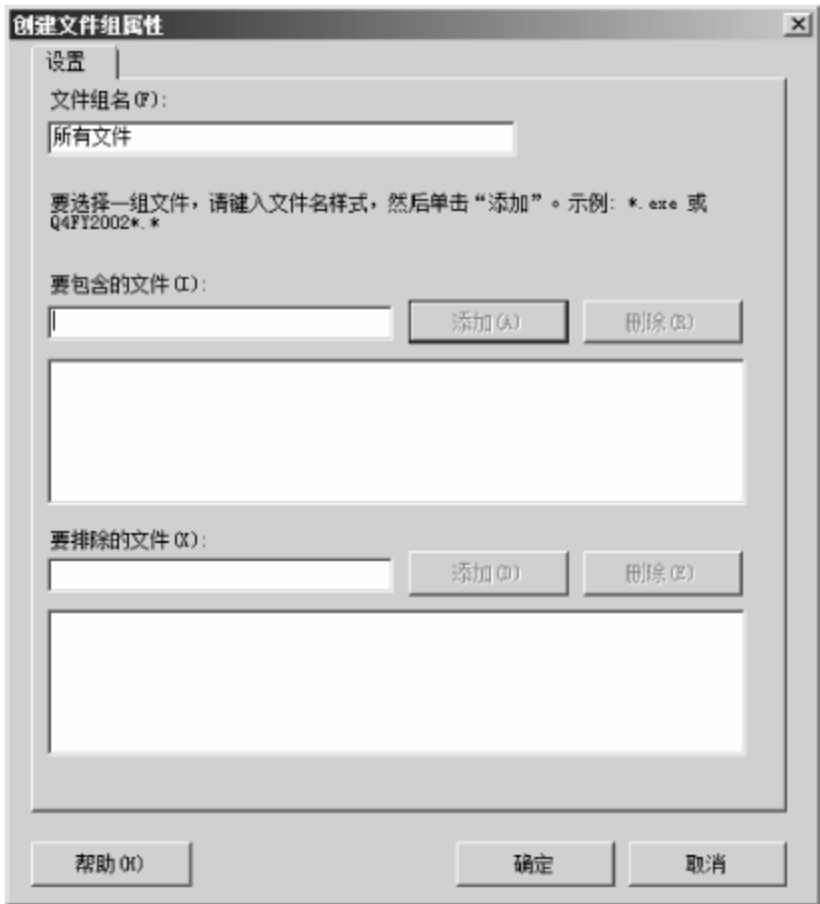 创建文件组属性
设置
文件组名(F):
所有文件
要选择一组文件，请键入文件名样式，然后单击“添加”。示例: *.exe 或
Q4FY2002*.*
要包含的文件(I):
添加(A) 删除(R)
要排除的文件(X):
添加(D) 删除(E)
帮助(H) 确定 取消